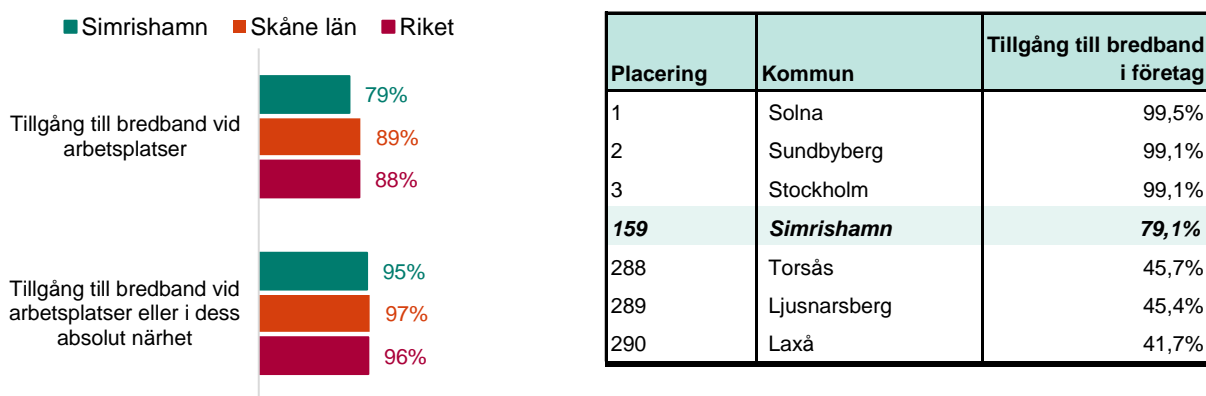 Simrishamn Skåne län Riket
Tillgång till bredband vid
arbetsplatser
79%
89%
88%
Tillgång till bredband vid
arbetsplatser eller i dess
absolut närhet
95%
97%
96%
Placering Kommun Tillgång till bredband
i företag
1 Solna 99,5%
2 Sundbyberg 99,1%
3 Stockholm 99,1%
159 Simrishamn 79,1%
288 Torsås 45,7%
289 Ljusnarsberg 45,4%
290 Laxå 41,7%